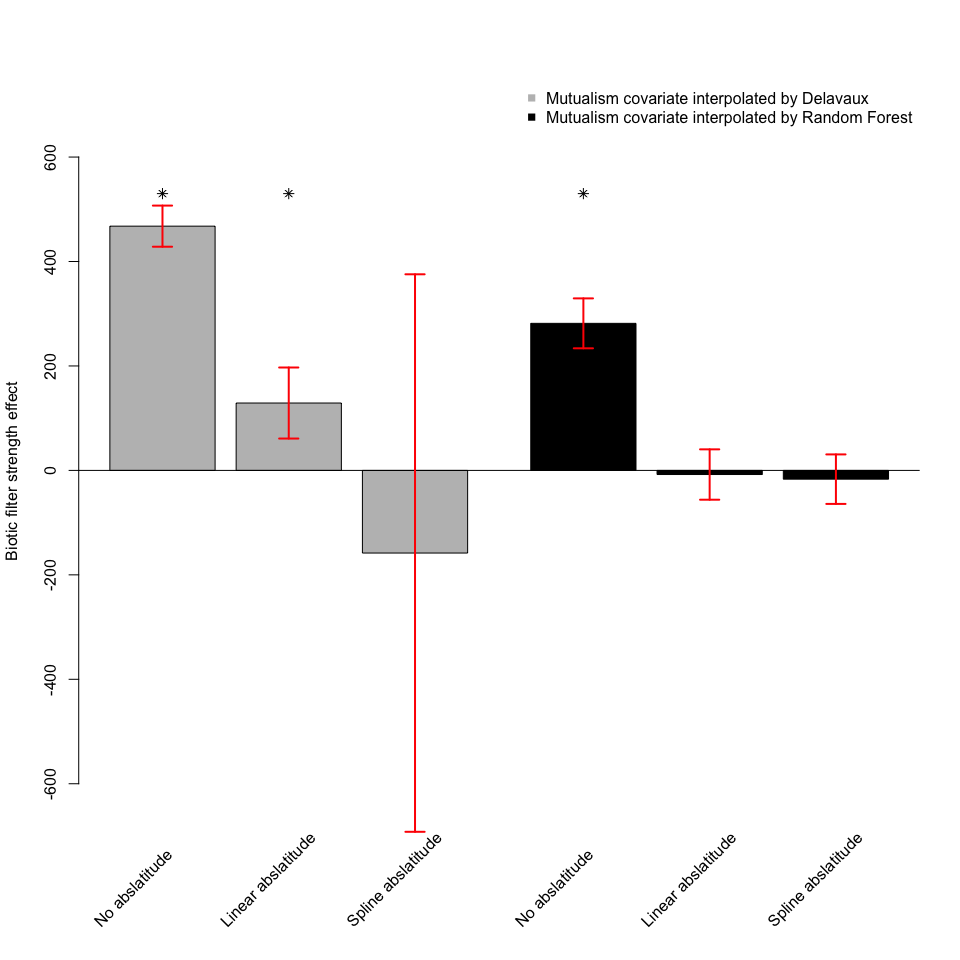 Mutualism covariate interpolated by Delavaux
Mutualism covariate interpolated by Random Forest
Biotic filter strength effect
600
400
200
0
-200
-400
-600
*
*
*
No abslatitude
Linear abslatitude
Spline abslatitude
No abslatitude
Linear abslatitude
Spline abslatitude